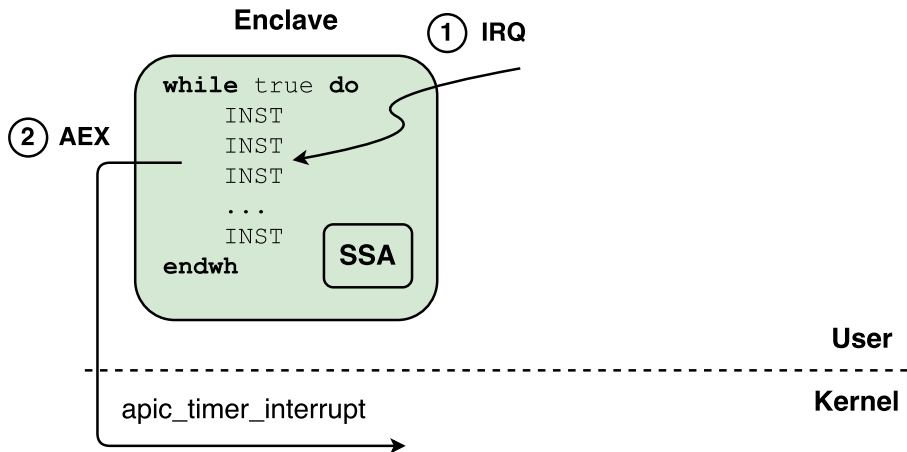 Enclave
1 IRQ
while true do
INST
2 AEX
INST
INST
...
INST
SSA
endwh
User
Kernel
apic_timer_interrupt